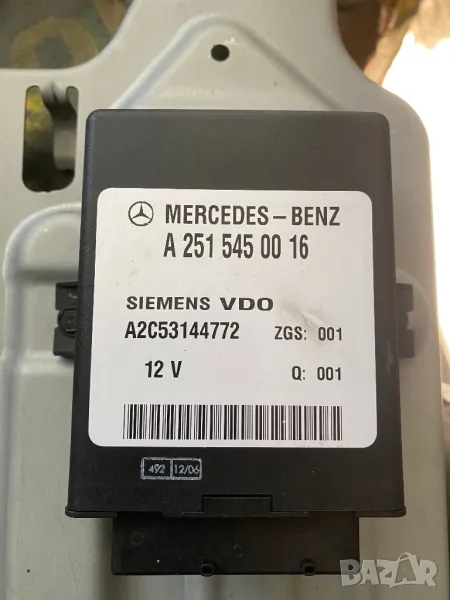 MERCEDES-BENZ
A 251 545 00 16
SIEMENS VDO
A2C53144772 ZGS: 001
12 V Q: 001
492 12/06
BAZAR